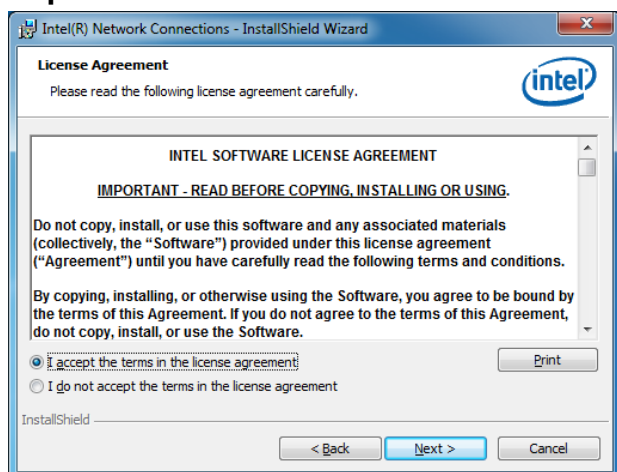 Intel(R) Network Connections - InstallShield Wizard
License Agreement
Please read the following license agreement carefully.
intel
INTEL SOFTWARE LICENSE AGREEMENT
IMPORTANT - READ BEFORE COPYING, INSTALLING OR USING.
Do not copy, install, or use this software and any associated materials
(collectively, the “Software”) provided under this license agreement
(“Agreement”) until you have carefully read the following terms and conditions.
By copying, installing, or otherwise using the Software, you agree to be bound by
the terms of this Agreement. If you do not agree to the terms of this Agreement,
do not copy, install, or use the Software.
I accept the terms in the license agreement
Print
I do not accept the terms in the license agreement
InstallShield
< Back Next > Cancel